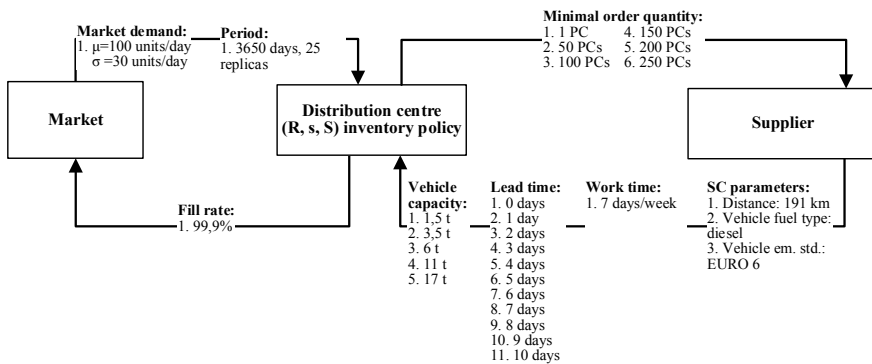 Market demand:
1. μ=100 units/day
σ =30 units/day
Period:
1. 3650 days, 25
replicas
Minimal order quantity:
1. 1 PC
2. 50 PCs
3. 100 PCs
4. 150 PCs
5. 200 PCs
6. 250 PCs
Market
Distribution centre
(R, s, S) inventory policy
Supplier
Fill rate:
1. 99,9%
Vehicle
capacity:
1. 1,5 t
2. 3,5 t
3. 6 t
4. 11 t
5. 17 t
Lead time:
1. 0 days
2. 1 day
3. 2 days
4. 3 days
5. 4 days
6. 5 days
7. 6 days
8. 7 days
9. 8 days
10. 9 days
11. 10 days
Work time:
1. 7 days/week
SC parameters:
1. Distance: 191 km
2. Vehicle fuel type:
diesel
3. Vehicle em. std.:
EURO 6